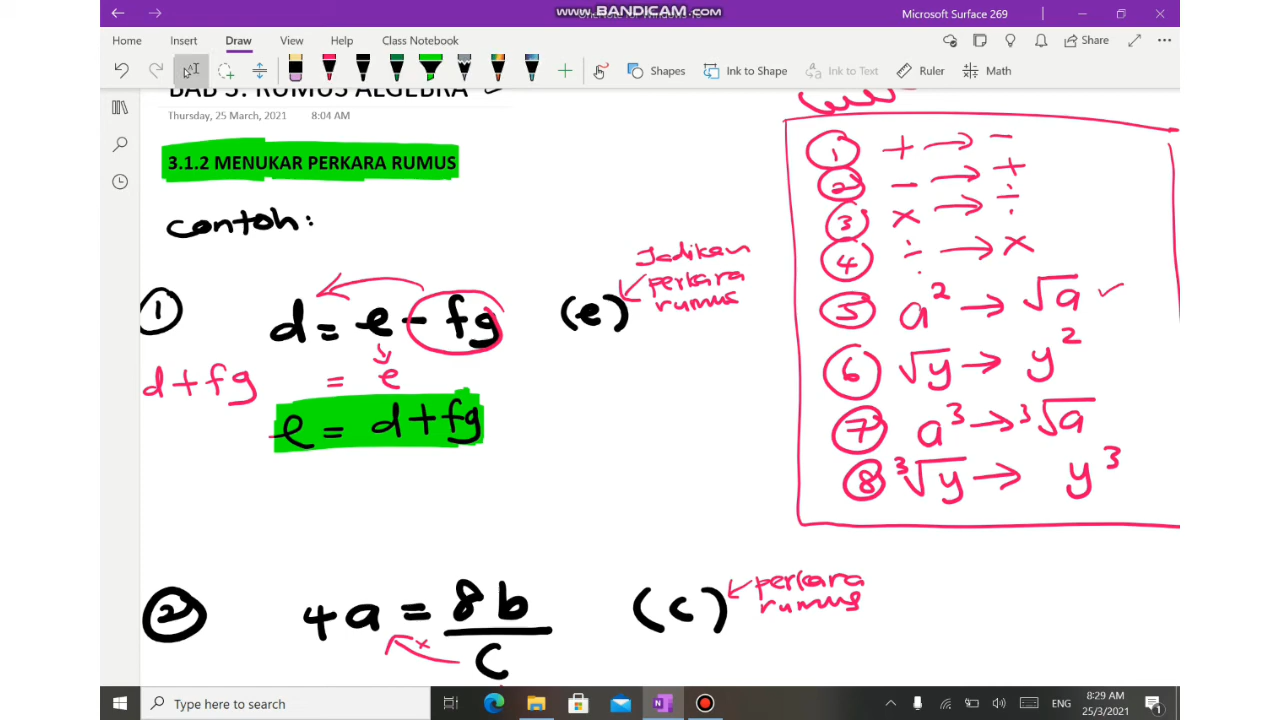 www.BANDICAM.com
Microsoft Surface 269
Home Insert Draw View Help Class Notebook
Share
Shapes Ink to Shape Ink to Text Ruler Math
BAB 3: RUMUS ALGEBRA
Thursday, 25 March, 2021 8:04 AM
3.1.2 MENUKAR PERKARA RUMUS
Contoh:
① d = e - fg (e)
Jadikan
perkara
rumus
d + fg = e
e = d + fg
① + → -
② - → +
③ × → ÷
④ ÷ → ×
⑤ a² → √a ✓
⑥ √y → y²
⑦ a³ → ³√a
⑧ ³√y → y³
② 4a = 8b/c (c)
×
perkara
rumus
Type here to search
ENG
8:29 AM
25/3/2021
1